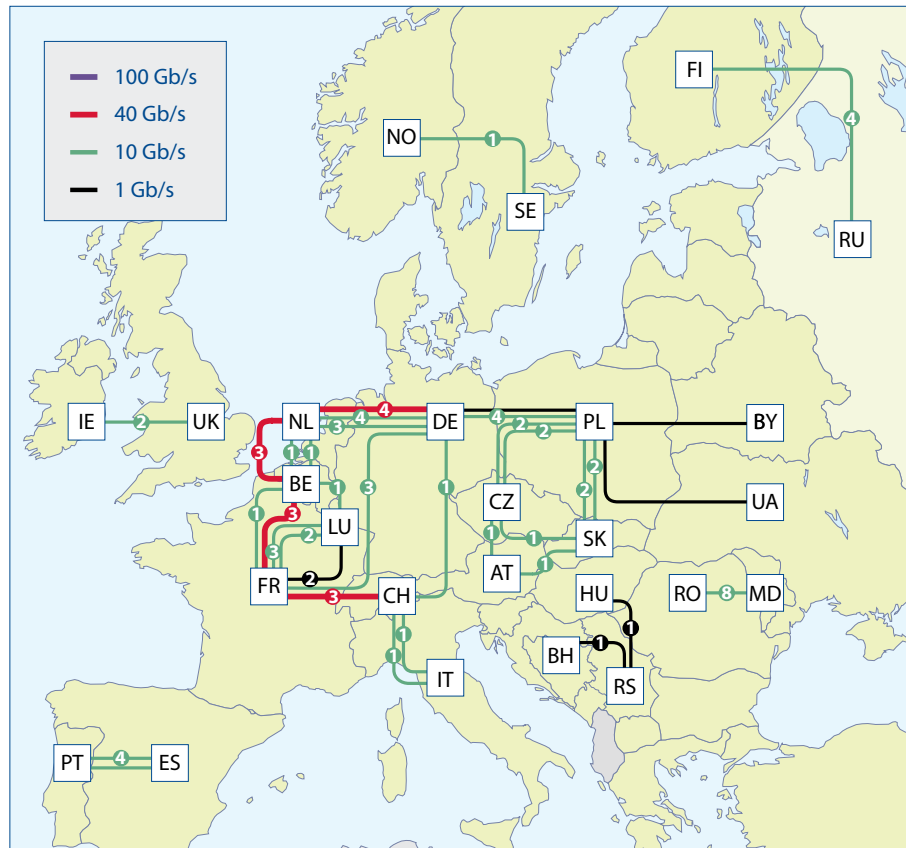 100 Gb/s
40 Gb/s
10 Gb/s
1 Gb/s
FI
4
NO
1
SE
RU
IE
2
UK
NL
4
4
3
DE
4
2
2
PL
BY
3
1
1
BE
1
3
1
2
2
UA
1
3
LU
CZ
3
2
1
1
SK
FR
2
AT
1
3
CH
HU
RO
8
MD
1
1
1
1
BH
RS
IT
PT
4
ES